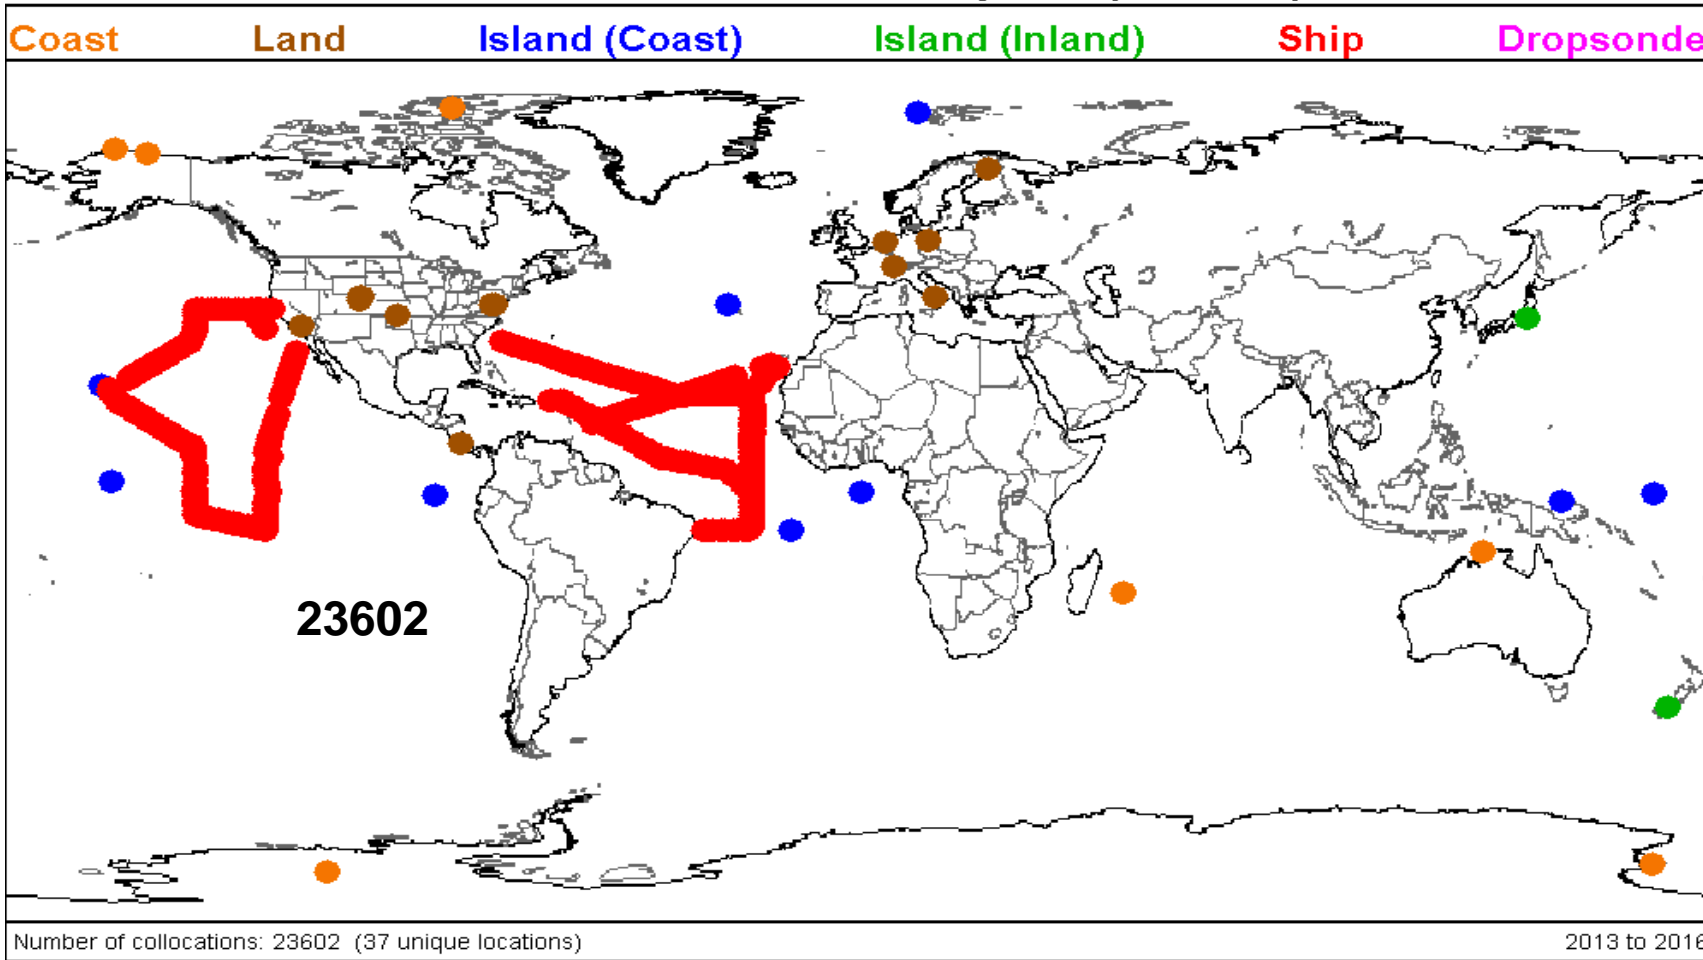 Coast Land Island (Coast) Island (Inland) Ship Dropsonde
23602
Number of collocations: 23602 (37 unique locations) 2013 to 2016